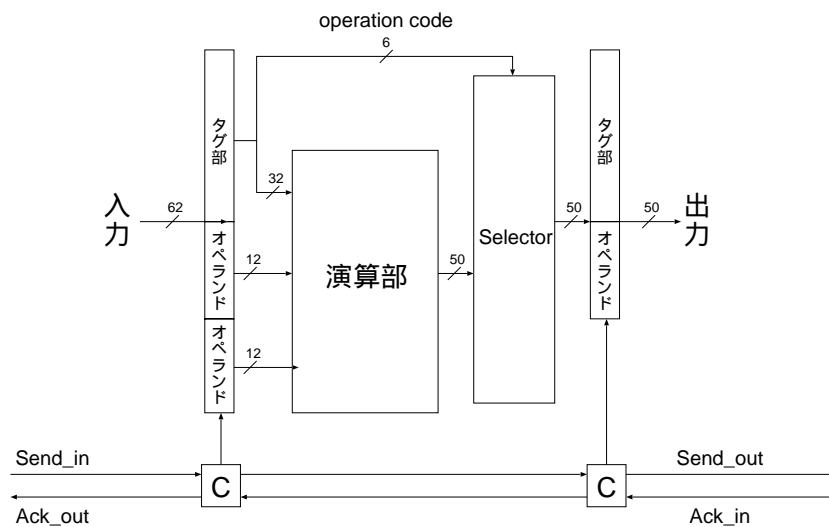 operation code
6
タグ部
タグ部
32
入力
62
50
50
出力
Selector
オペランド
オペランド
12
演算部
50
オペランド
12
Send_in
C
C
Send_out
Ack_out
Ack_in